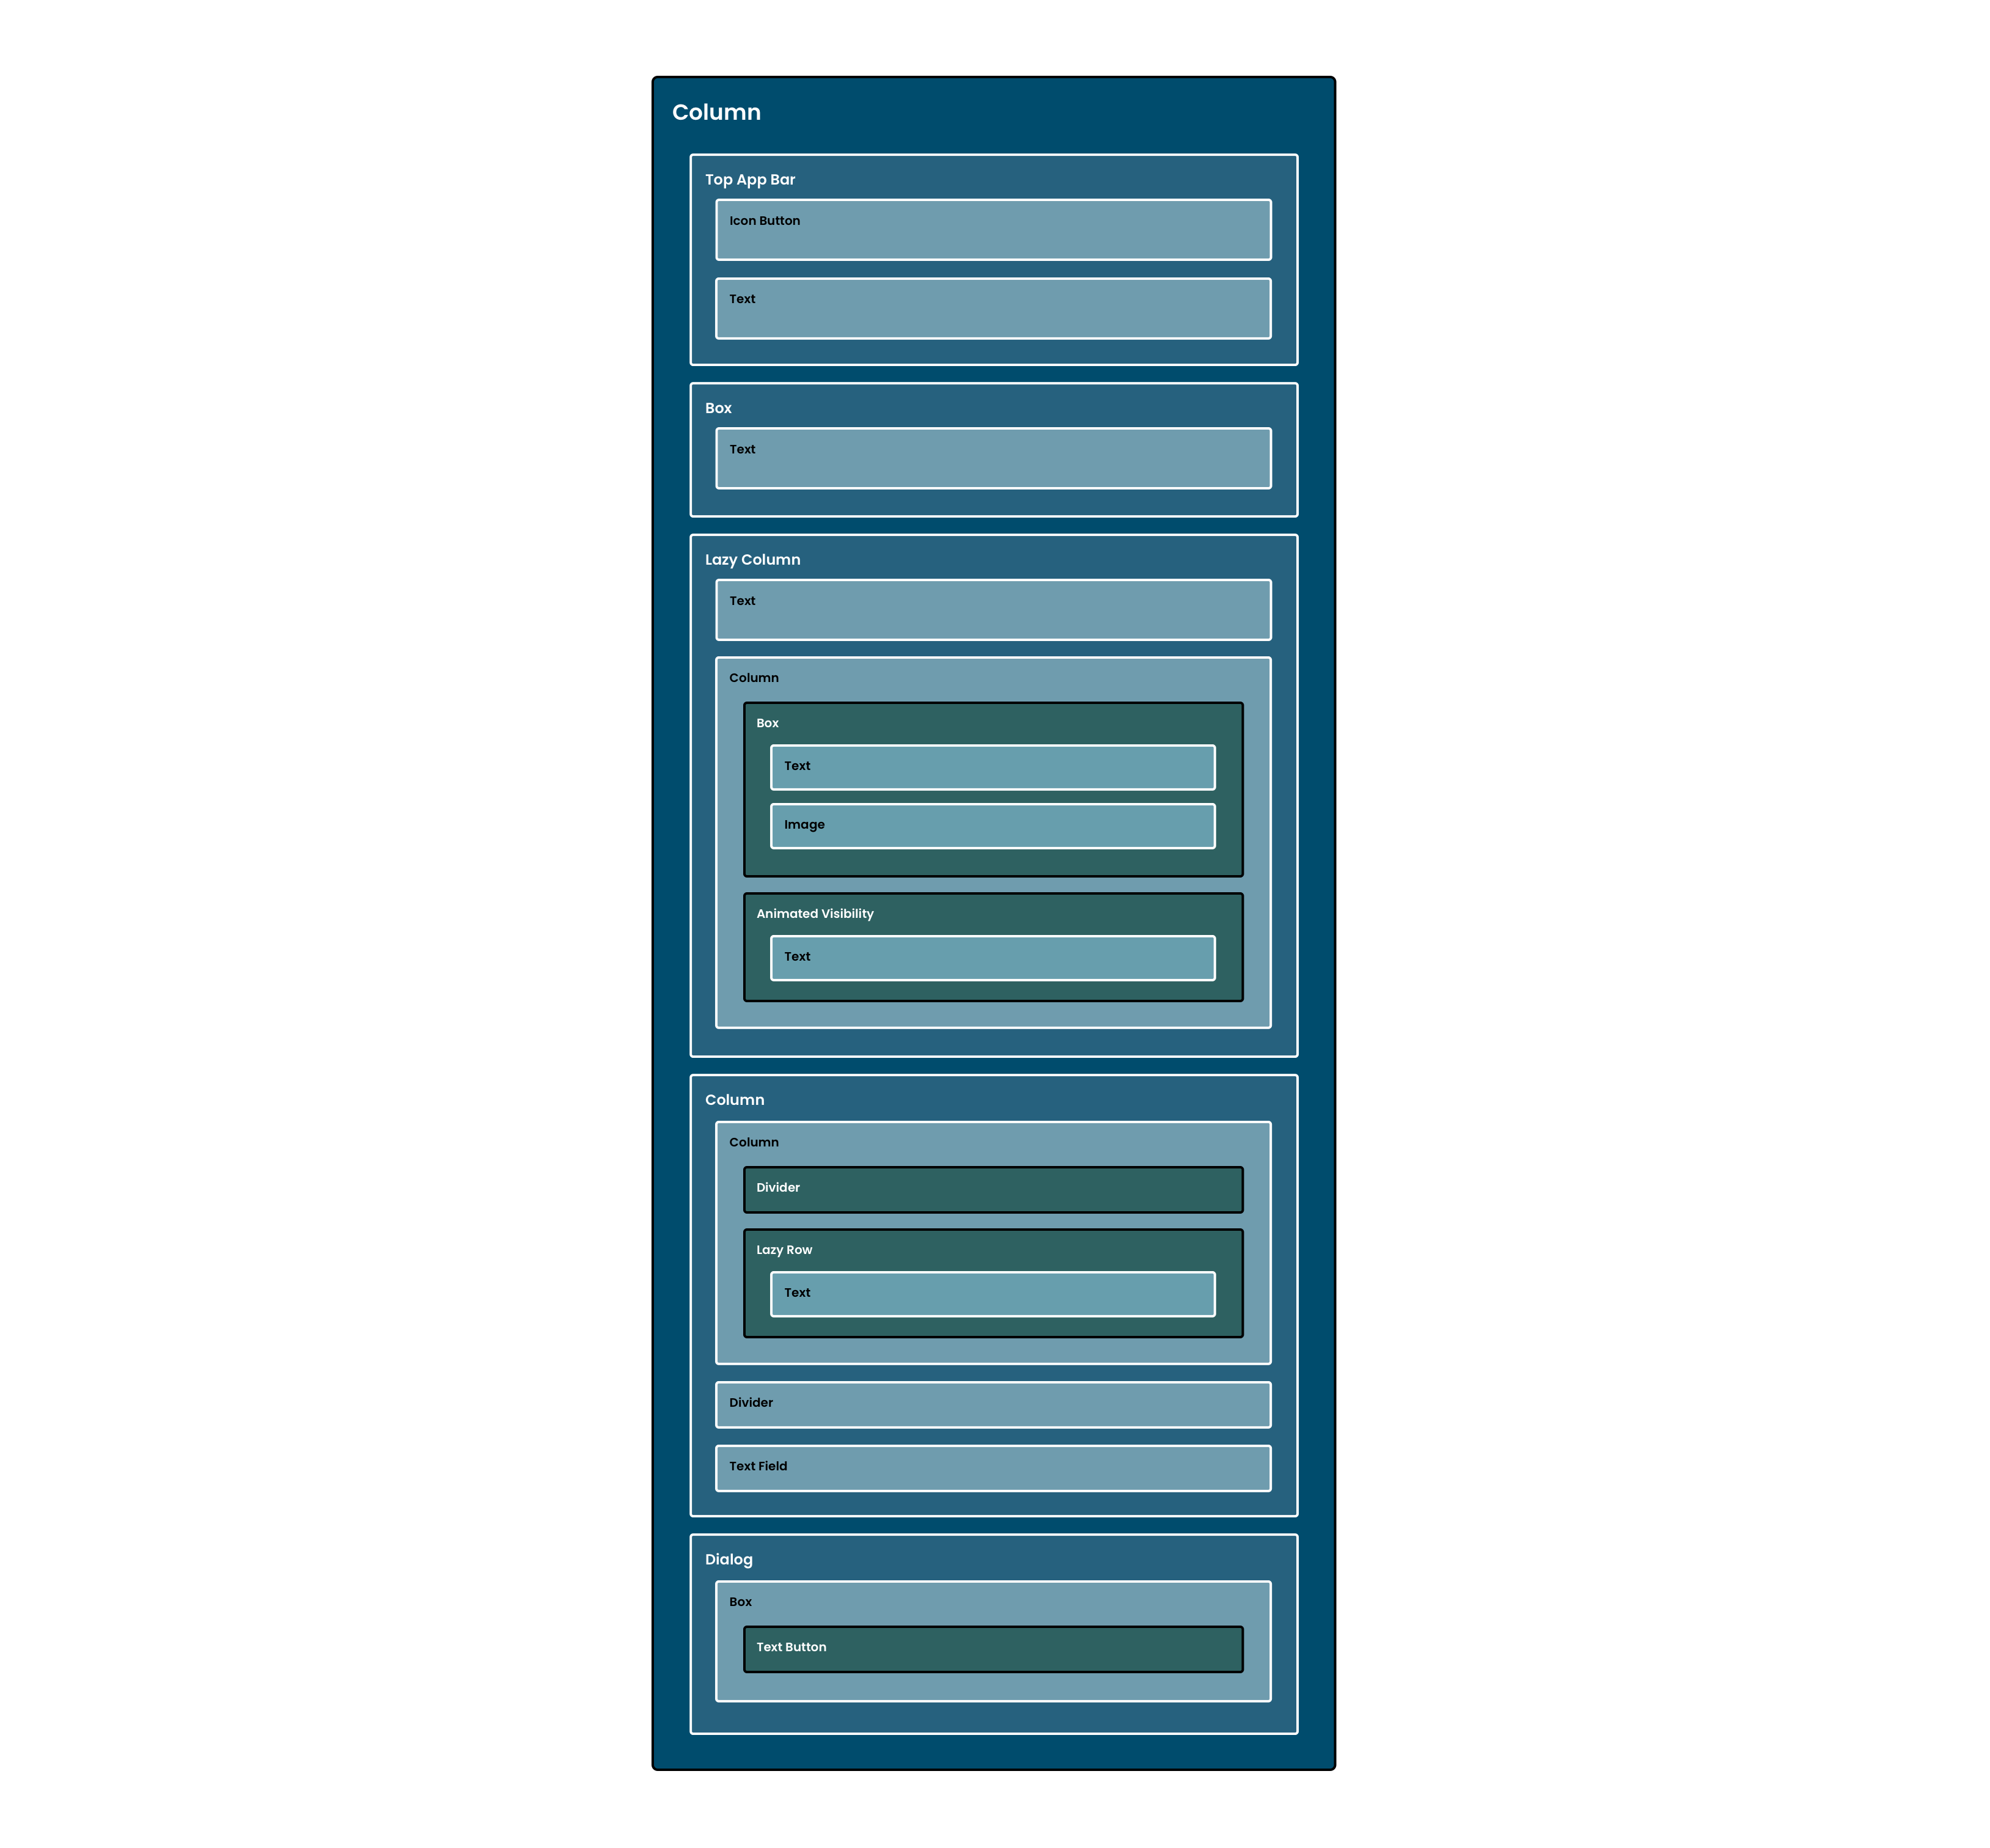 Column
Top App Bar
Icon Button
Text
Box
Text
Lazy Column
Text
Column
Box
Text
Image
Animated Visibility
Text
Column
Column
Divider
Lazy Row
Text
Divider
Text Field
Dialog
Box
Text Button